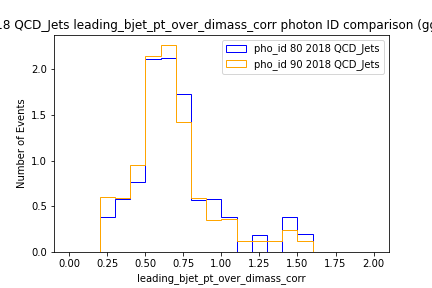 18 QCD_Jets leading_bjet_pt_over_dimass_corr photon ID comparison (gg
pho_id 80 2018 QCD_Jets
pho_id 90 2018 QCD_Jets
Number of Events
2.0
1.5
1.0
0.5
0.0
0.00 0.25 0.50 0.75 1.00 1.25 1.50 1.75 2.00
leading_bjet_pt_over_dimass_corr